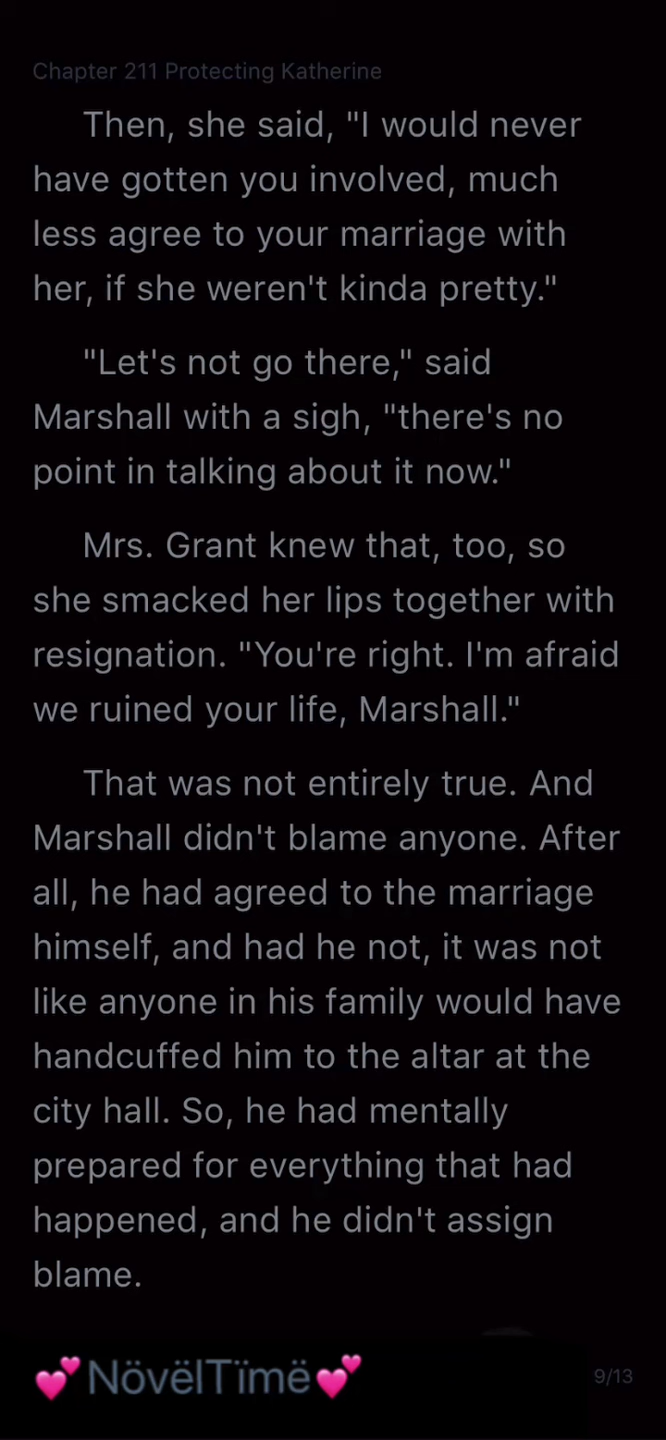 Chapter 211 Protecting Katherine
Then, she said, "I would never
have gotten you involved, much
less agree to your marriage with
her, if she weren't kinda pretty."
"Let's not go there," said
Marshall with a sigh, "there's no
point in talking about it now."
Mrs. Grant knew that, too, so
she smacked her lips together with
resignation. "You're right. I'm afraid
we ruined your life, Marshall."
That was not entirely true. And
Marshall didn't blame anyone. After
all, he had agreed to the marriage
himself, and had he not, it was not
like anyone in his family would have
handcuffed him to the altar at the
city hall. So, he had mentally
prepared for everything that had
happened, and he didn't assign
blame.
💕NövëlTïmë💕
9/13